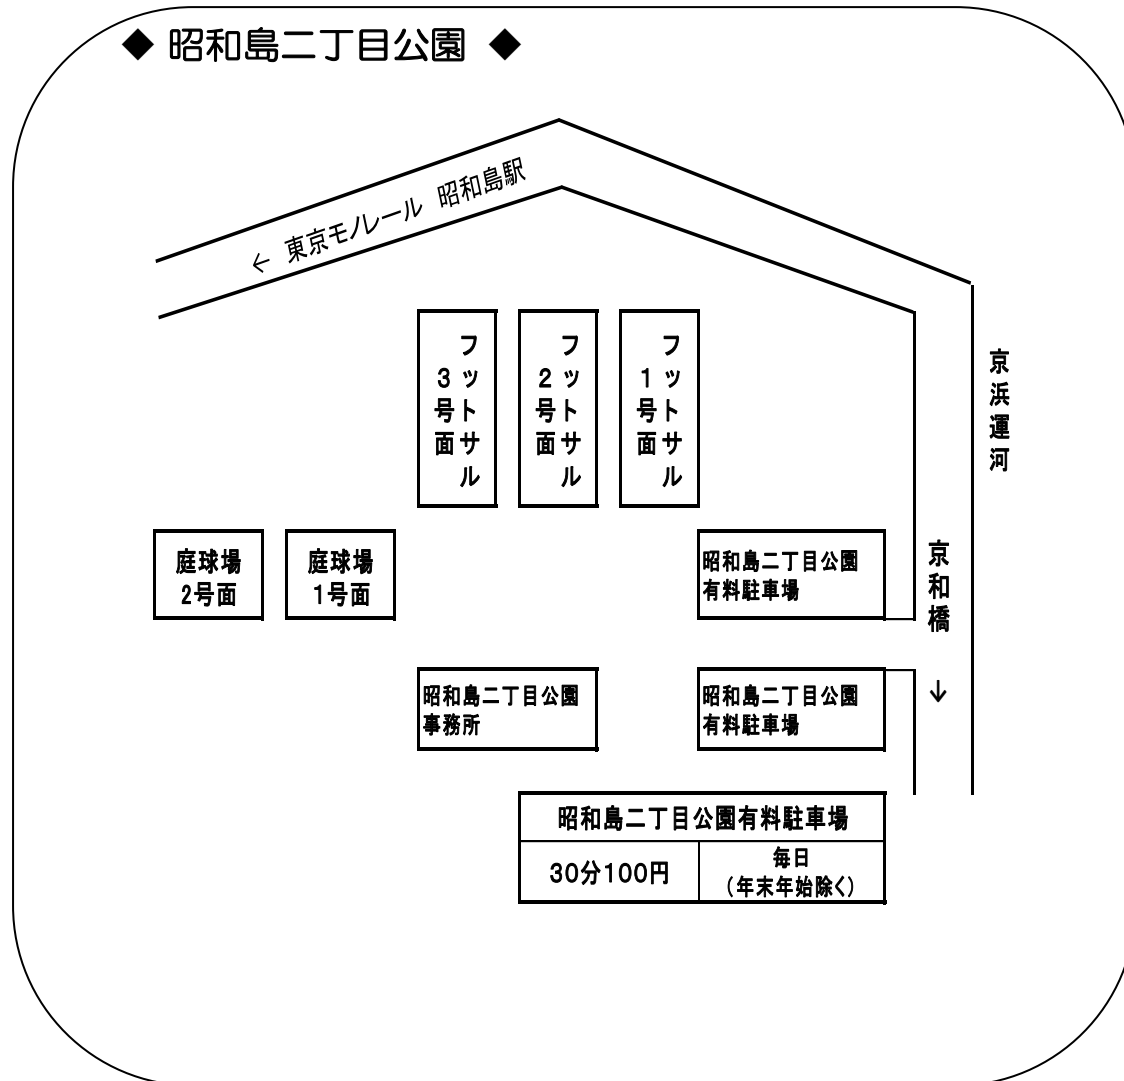 ◆ 昭和島二丁目公園 ◆
← 東京モノレール 昭和島駅
フットサル
3号面
フットサル
2号面
フットサル
1号面
京浜運河
庭球場
2号面
庭球場
1号面
昭和島二丁目公園
有料駐車場
京和橋
↓
昭和島二丁目公園
事務所
昭和島二丁目公園
有料駐車場
昭和島二丁目公園有料駐車場
30分100円
毎日
(年末年始除く)